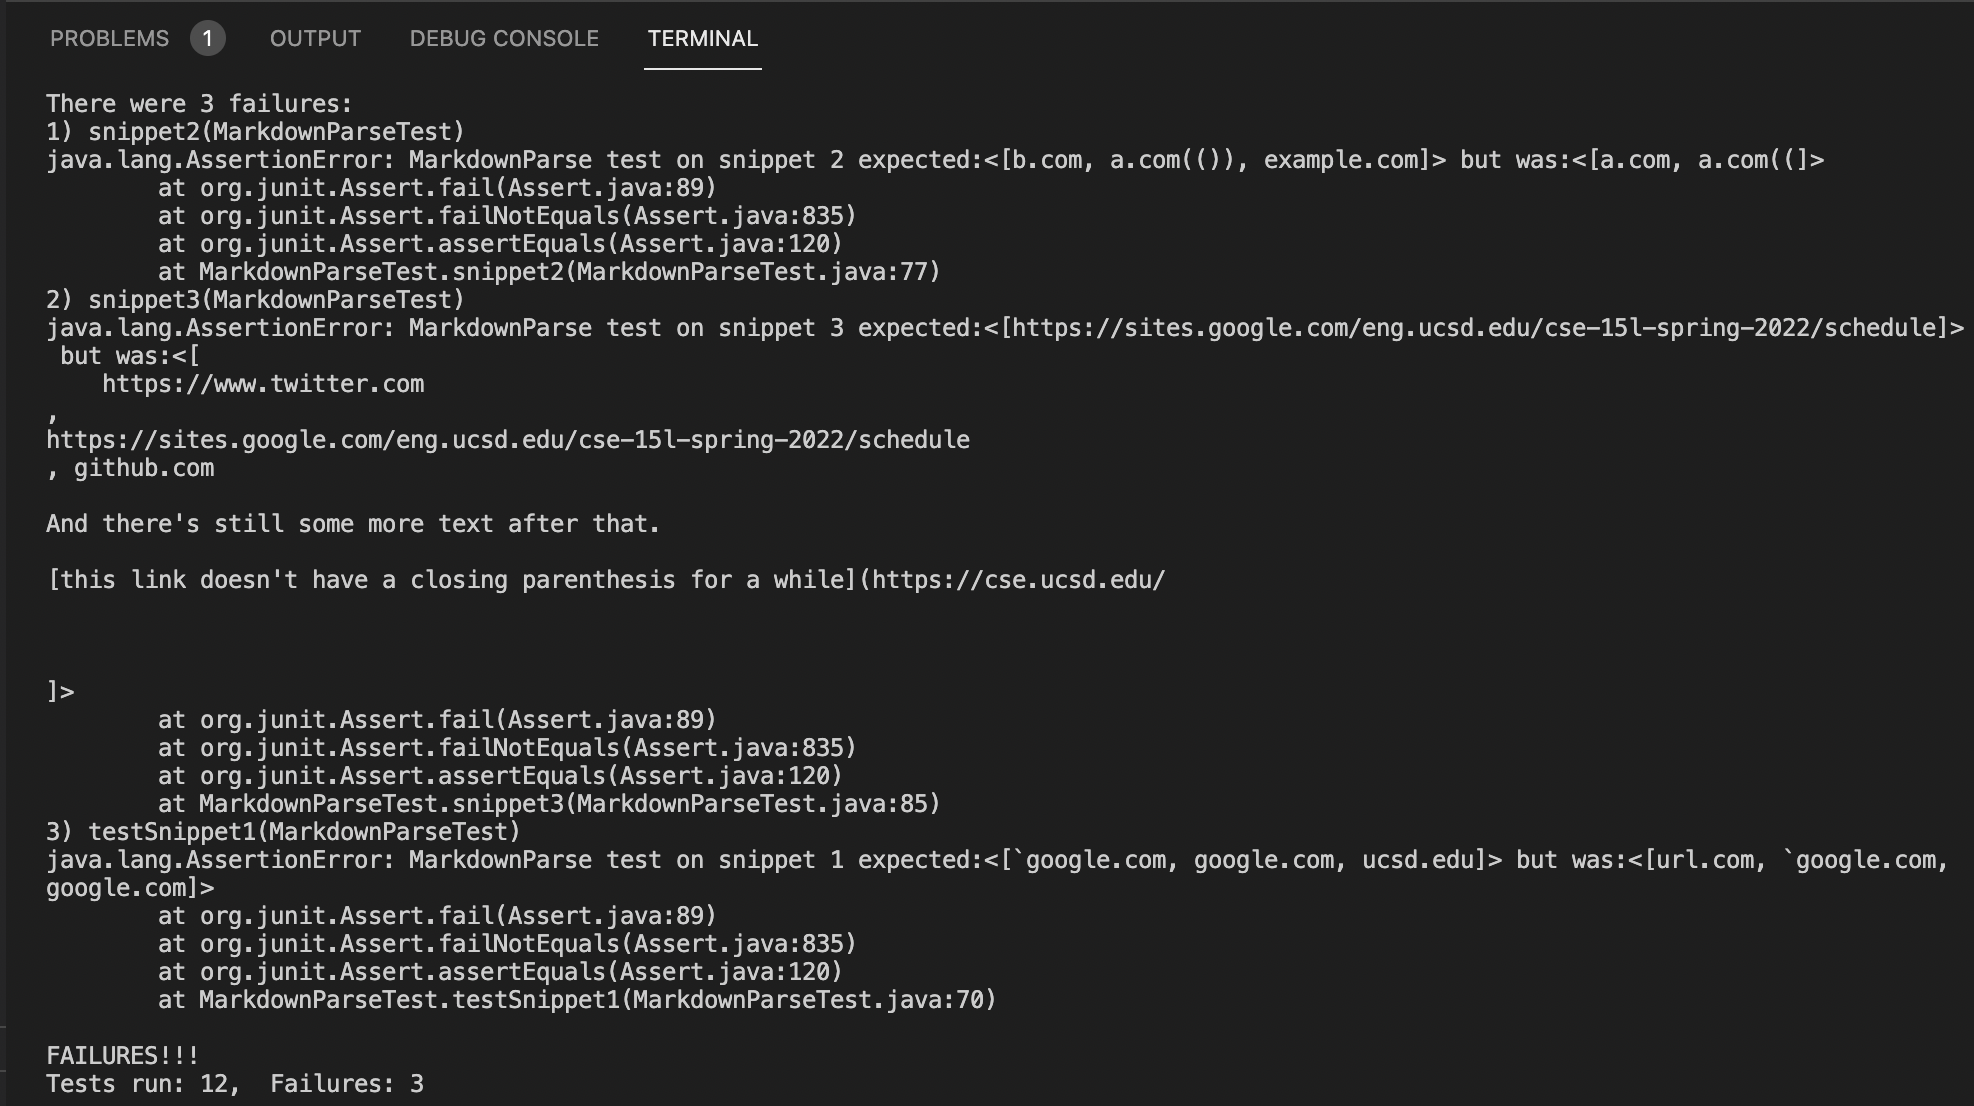 PROBLEMS 1 OUTPUT DEBUG CONSOLE TERMINAL
There were 3 failures:
1) snippet2(MarkdownParseTest)
java.lang.AssertionError: MarkdownParse test on snippet 2 expected:<[b.com, a.com(()), example.com]> but was:<[a.com, a.com((]>
        at org.junit.Assert.fail(Assert.java:89)
        at org.junit.Assert.failNotEquals(Assert.java:835)
        at org.junit.Assert.assertEquals(Assert.java:120)
        at MarkdownParseTest.snippet2(MarkdownParseTest.java:77)
2) snippet3(MarkdownParseTest)
java.lang.AssertionError: MarkdownParse test on snippet 3 expected:<[https://sites.google.com/eng.ucsd.edu/cse-15l-spring-2022/schedule]>
 but was:<[
    https://www.twitter.com
,
https://sites.google.com/eng.ucsd.edu/cse-15l-spring-2022/schedule
, github.com

And there's still some more text after that.

[this link doesn't have a closing parenthesis for a while](https://cse.ucsd.edu/



]>
        at org.junit.Assert.fail(Assert.java:89)
        at org.junit.Assert.failNotEquals(Assert.java:835)
        at org.junit.Assert.assertEquals(Assert.java:120)
        at MarkdownParseTest.snippet3(MarkdownParseTest.java:85)
3) testSnippet1(MarkdownParseTest)
java.lang.AssertionError: MarkdownParse test on snippet 1 expected:<[`google.com, google.com, ucsd.edu]> but was:<[url.com, `google.com,
google.com]>
        at org.junit.Assert.fail(Assert.java:89)
        at org.junit.Assert.failNotEquals(Assert.java:835)
        at org.junit.Assert.assertEquals(Assert.java:120)
        at MarkdownParseTest.testSnippet1(MarkdownParseTest.java:70)

FAILURES!!!
Tests run: 12,  Failures: 3